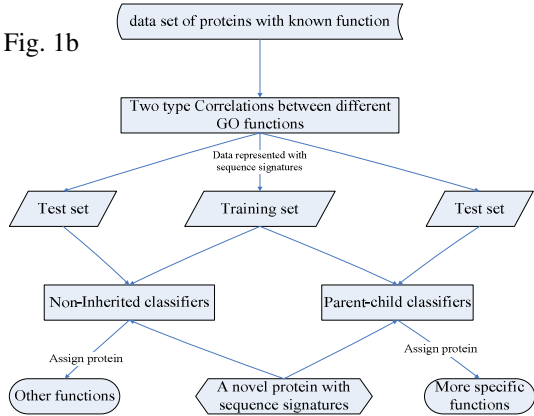 data set of proteins with known function
Fig. 1b
Two type Correlations between different
GO functions
Data represented with
sequence signatures
Test set
Training set
Test set
Non-Inherited classifiers
Parent-child classifiers
Assign protein
Assign protein
Other functions
A novel protein with
sequence signatures
More specific
functions